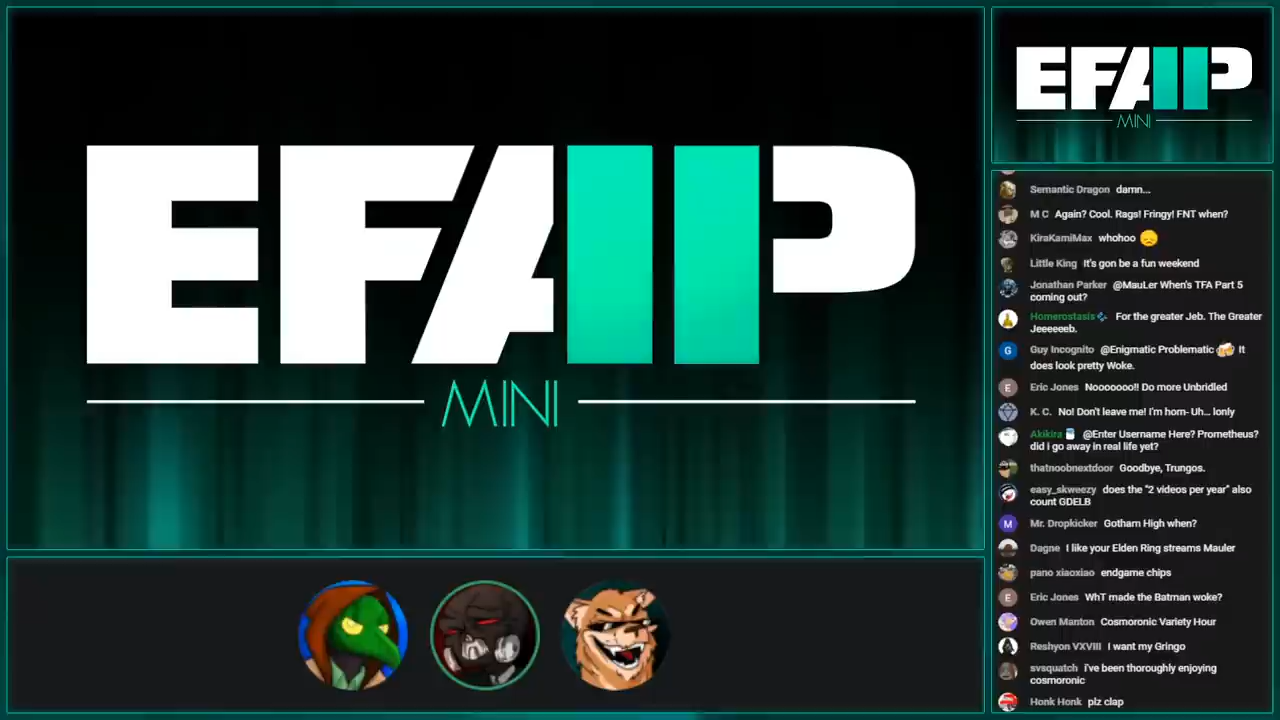 EFAP
MINI
EFAP
MINI
Semantic Dragon damn...
M C Again? Cool. Rags! Fringy! FNT when?
KiraKamiMax whohoo 😞
Little King It's gon be a fun weekend
Jonathan Parker @MauLer When's TFA Part 5
coming out?
Homerostasis For the greater Jeb. The Greater
Jeeeeeeb.
Guy Incognito @Enigmatic Problematic 🍻 It
does look pretty Woke.
Eric Jones Nooooooo!! Do more Unbridled
K. C. No! Don't leave me! I'm horn- Uh... lonly
Akikira @Enter Username Here? Prometheus?
did i go away in real life yet?
thatnoobnextdoor Goodbye, Trungos.
easy_skweezy does the "2 videos per year" also
count GDELB
M
Mr. Dropkicker Gotham High when?
Dagne I like your Elden Ring streams Mauler
pano xiaoxiao endgame chips
Eric Jones WhT made the Batman woke?
Owen Manton Cosmoronic Variety Hour
Reshyon VXVIII I want my Gringo
svsquatch i've been thoroughly enjoying
cosmoronic
Honk Honk plz clap